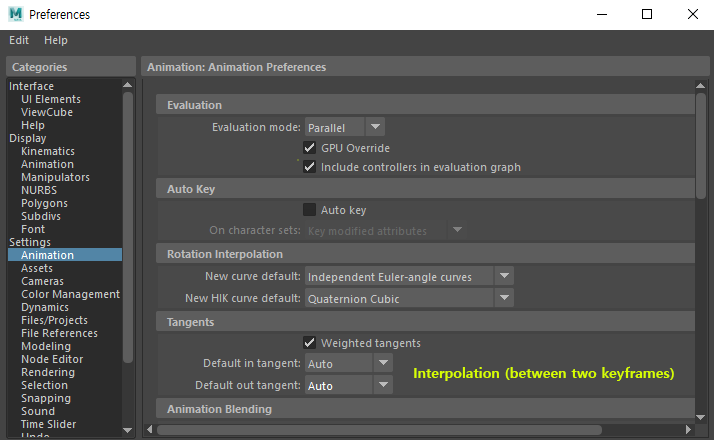 Preferences
Edit Help
Categories
Interface
UI Elements
ViewCube
Help
Display
Kinematics
Animation
Manipulators
NURBS
Polygons
Subdivs
Font
Settings
Animation
Assets
Cameras
Color Management
Dynamics
Files/Projects
File References
Modeling
Node Editor
Rendering
Selection
Snapping
Sound
Time Slider
Undo
Animation: Animation Preferences
Evaluation
Evaluation mode: Parallel
GPU Override
Include controllers in evaluation graph
Auto Key
Auto key
On character sets: Key modified attributes
Rotation Interpolation
New curve default: Independent Euler-angle curves
New HIK curve default: Quaternion Cubic
Tangents
Weighted tangents
Default in tangent: Auto
Default out tangent: Auto
Interpolation (between two keyframes)
Animation Blending